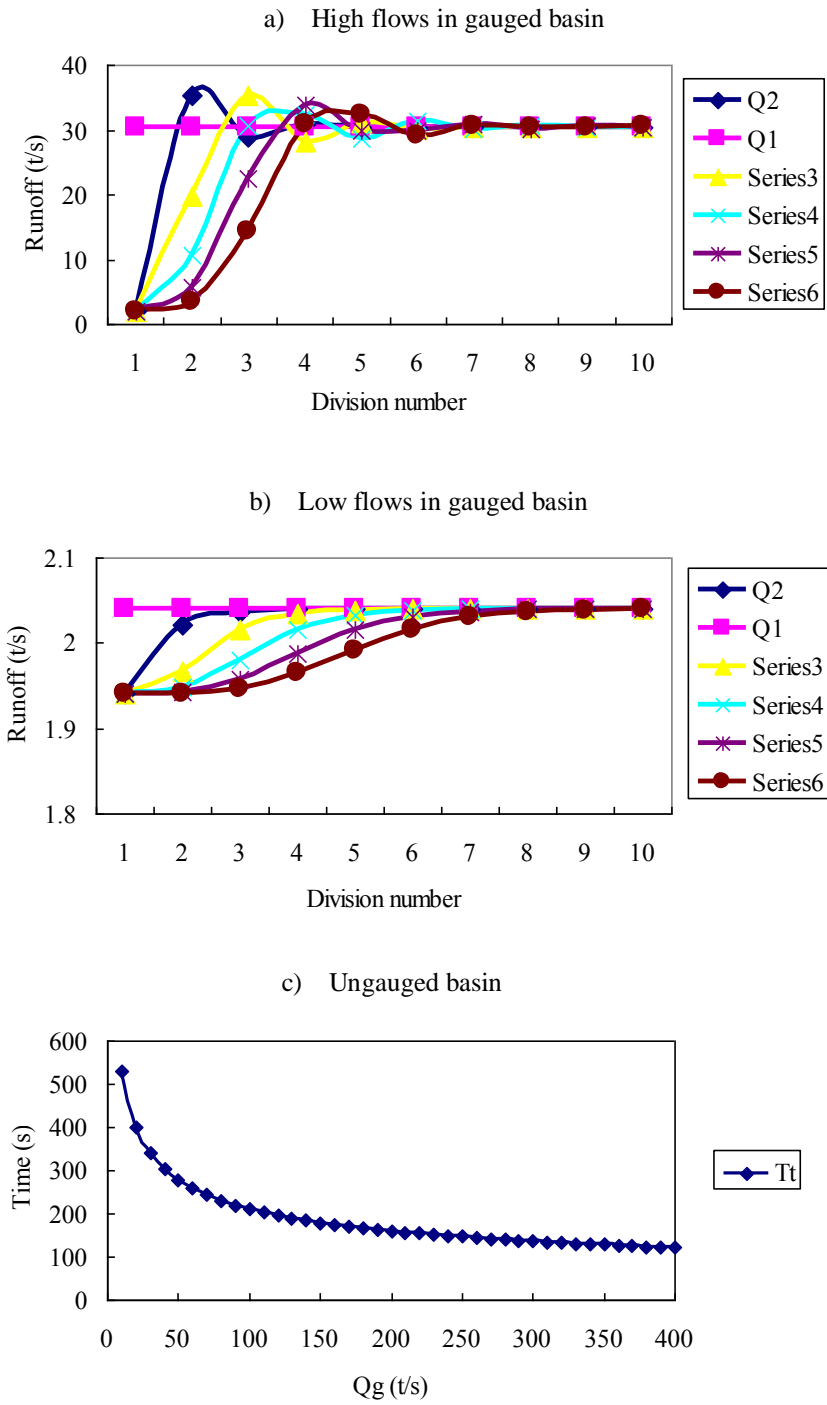 a) High flows in gauged basin
40
30
20
10
0
Runoff (t/s)
1 2 3 4 5 6 7 8 9 10
Division number
Q2
Q1
Series3
Series4
Series5
Series6
b) Low flows in gauged basin
2.1
2
1.9
1.8
Runoff (t/s)
1 2 3 4 5 6 7 8 9 10
Division number
Q2
Q1
Series3
Series4
Series5
Series6
c) Ungauged basin
600
500
400
300
200
100
0
Time (s)
0 50 100 150 200 250 300 350 400
Qg (t/s)
Tt